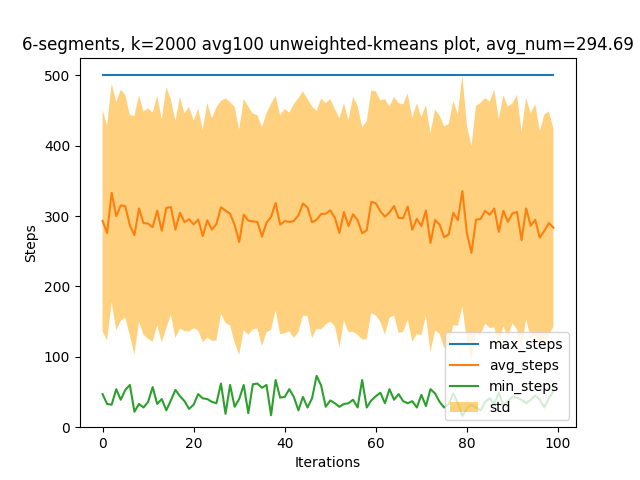 6-segments, k=2000 avg100 unweighted-kmeans plot, avg_num=294.69
500
400
300
200
100
0
Steps
max_steps
avg_steps
min_steps
std
0
20
40
60
80
100
Iterations